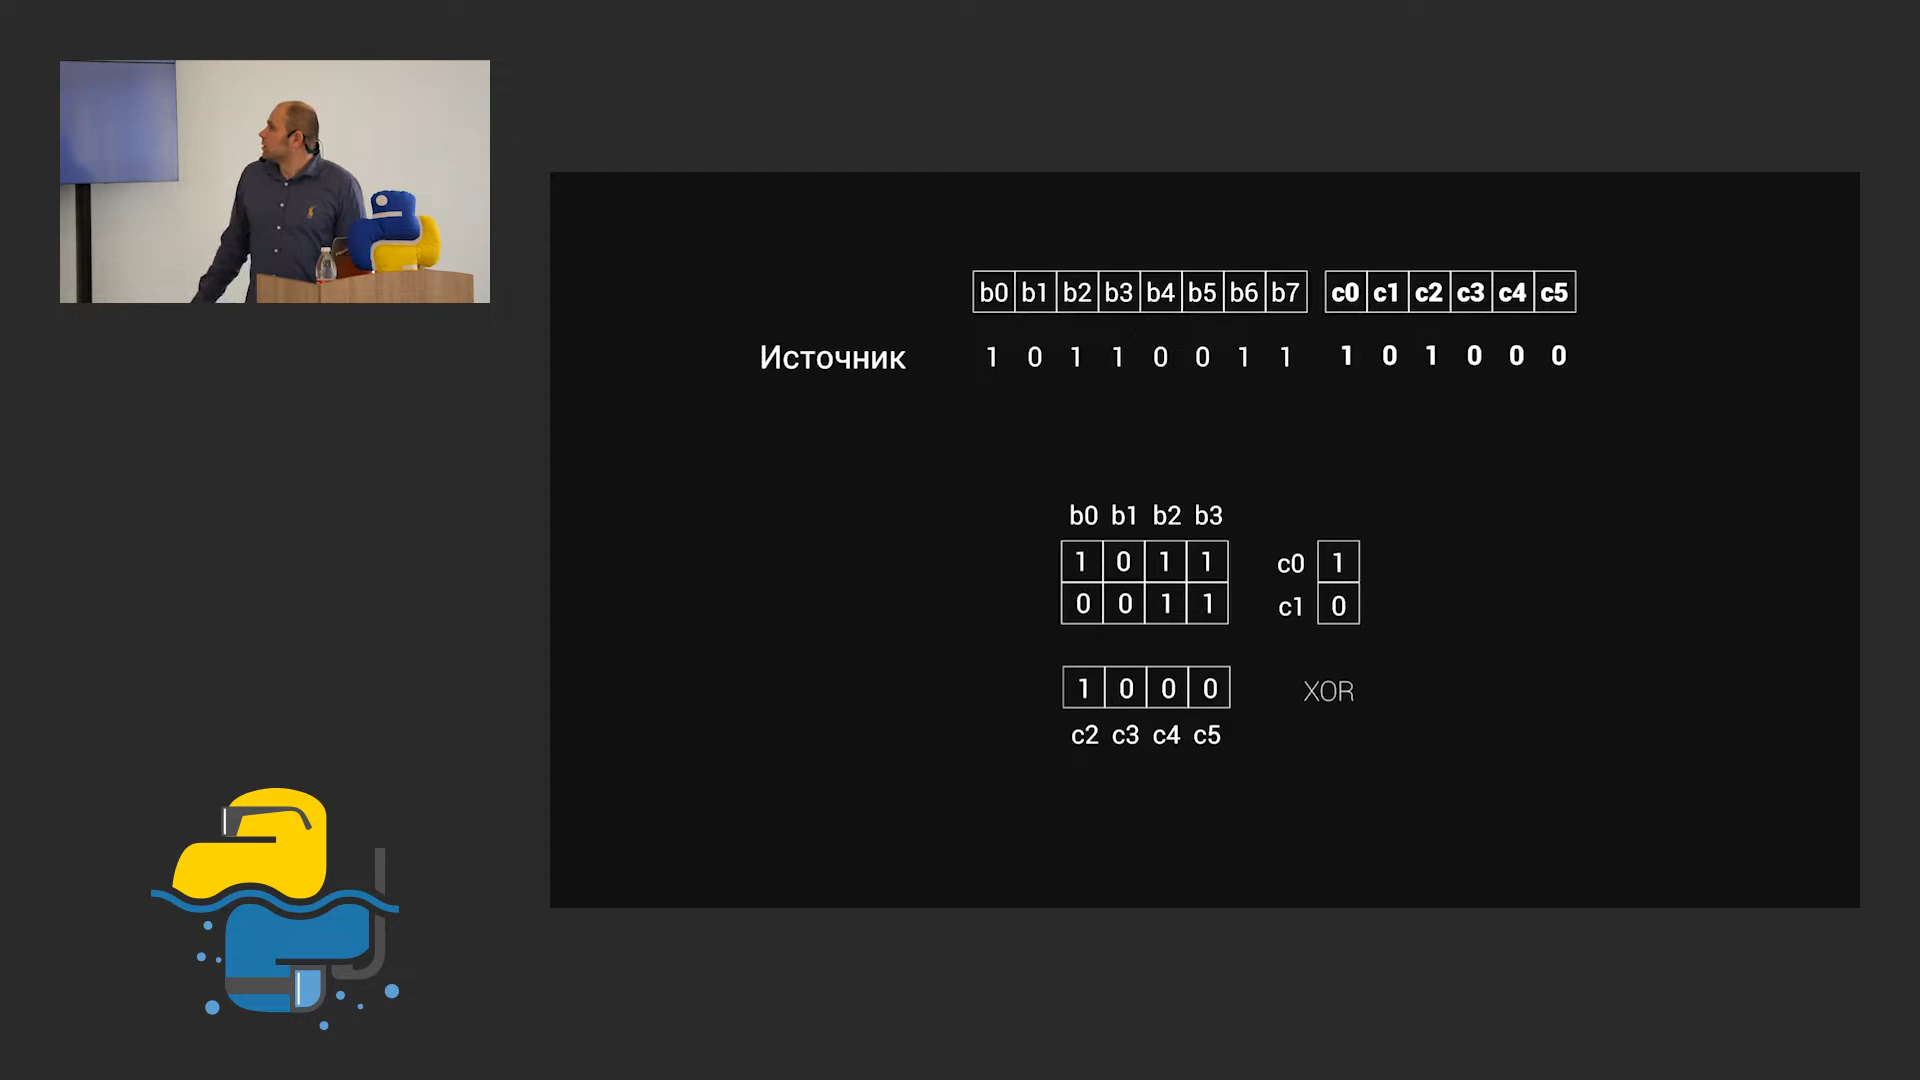 b0 b1 b2 b3 b4 b5 b6 b7 c0 c1 c2 c3 c4 c5
Источник 1 0 1 1 0 0 1 1 1 0 1 0 0 0
b0 b1 b2 b3
1 0 1 1 c0 1
0 0 1 1 c1 0
1 0 0 0 XOR
c2 c3 c4 c5